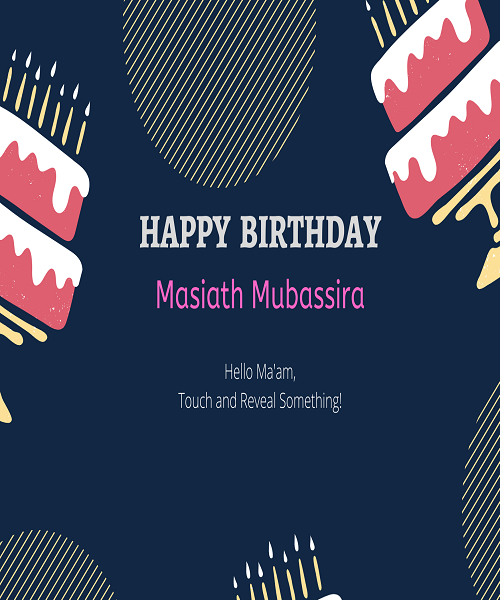 HAPPY BIRTHDAY
Masiath Mubassira
Hello Ma'am,
Touch and Reveal Something!